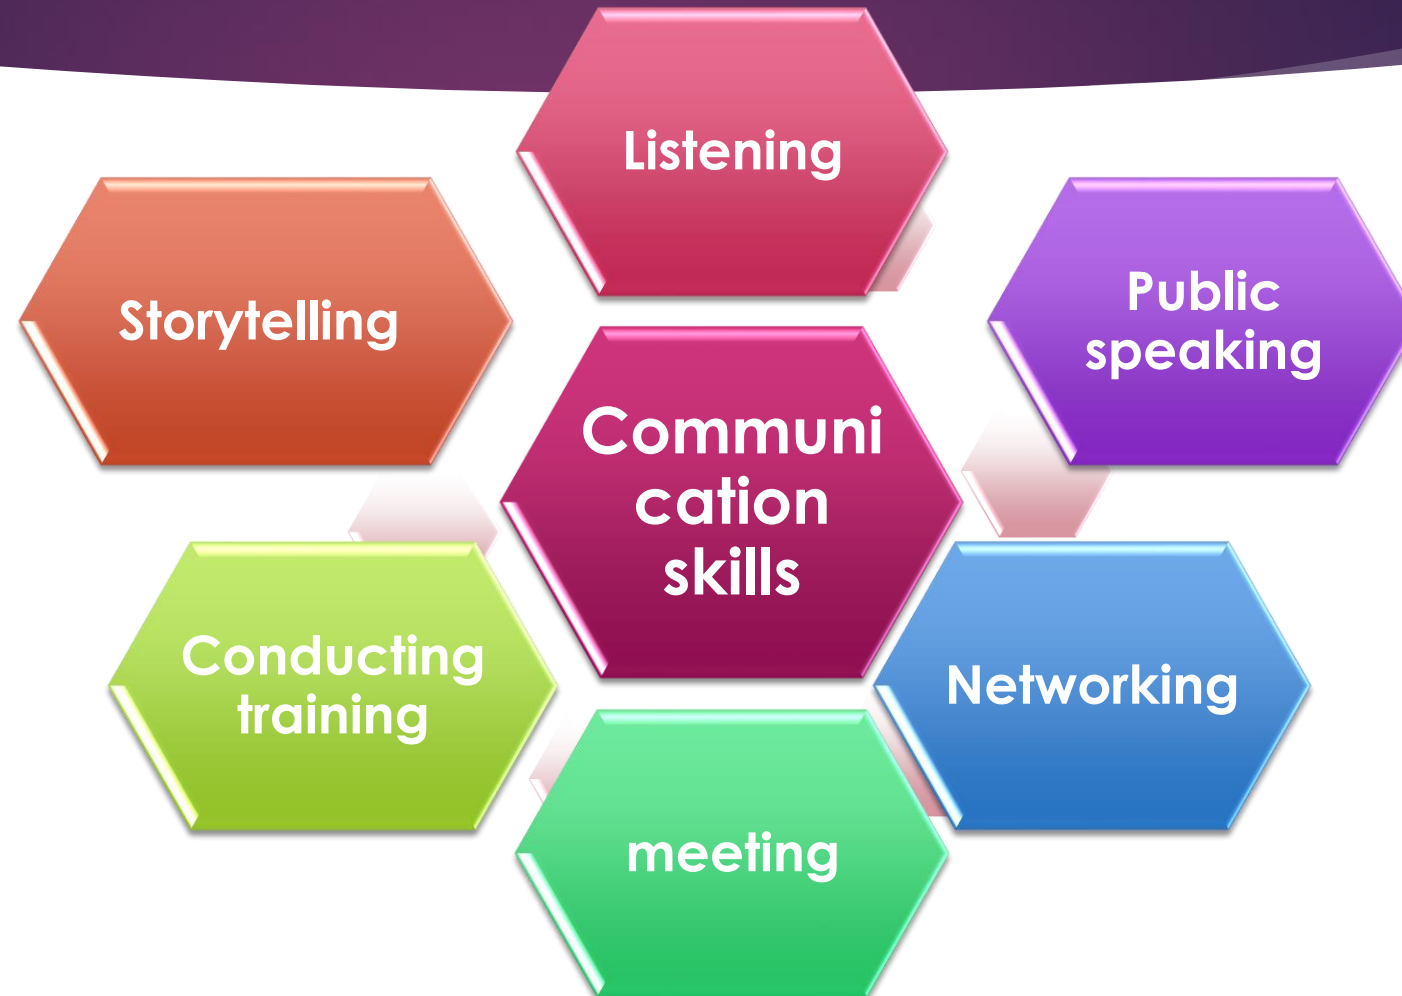 Listening
Storytelling
Public
speaking
Communi
cation
skills
Conducting
training
Networking
meeting